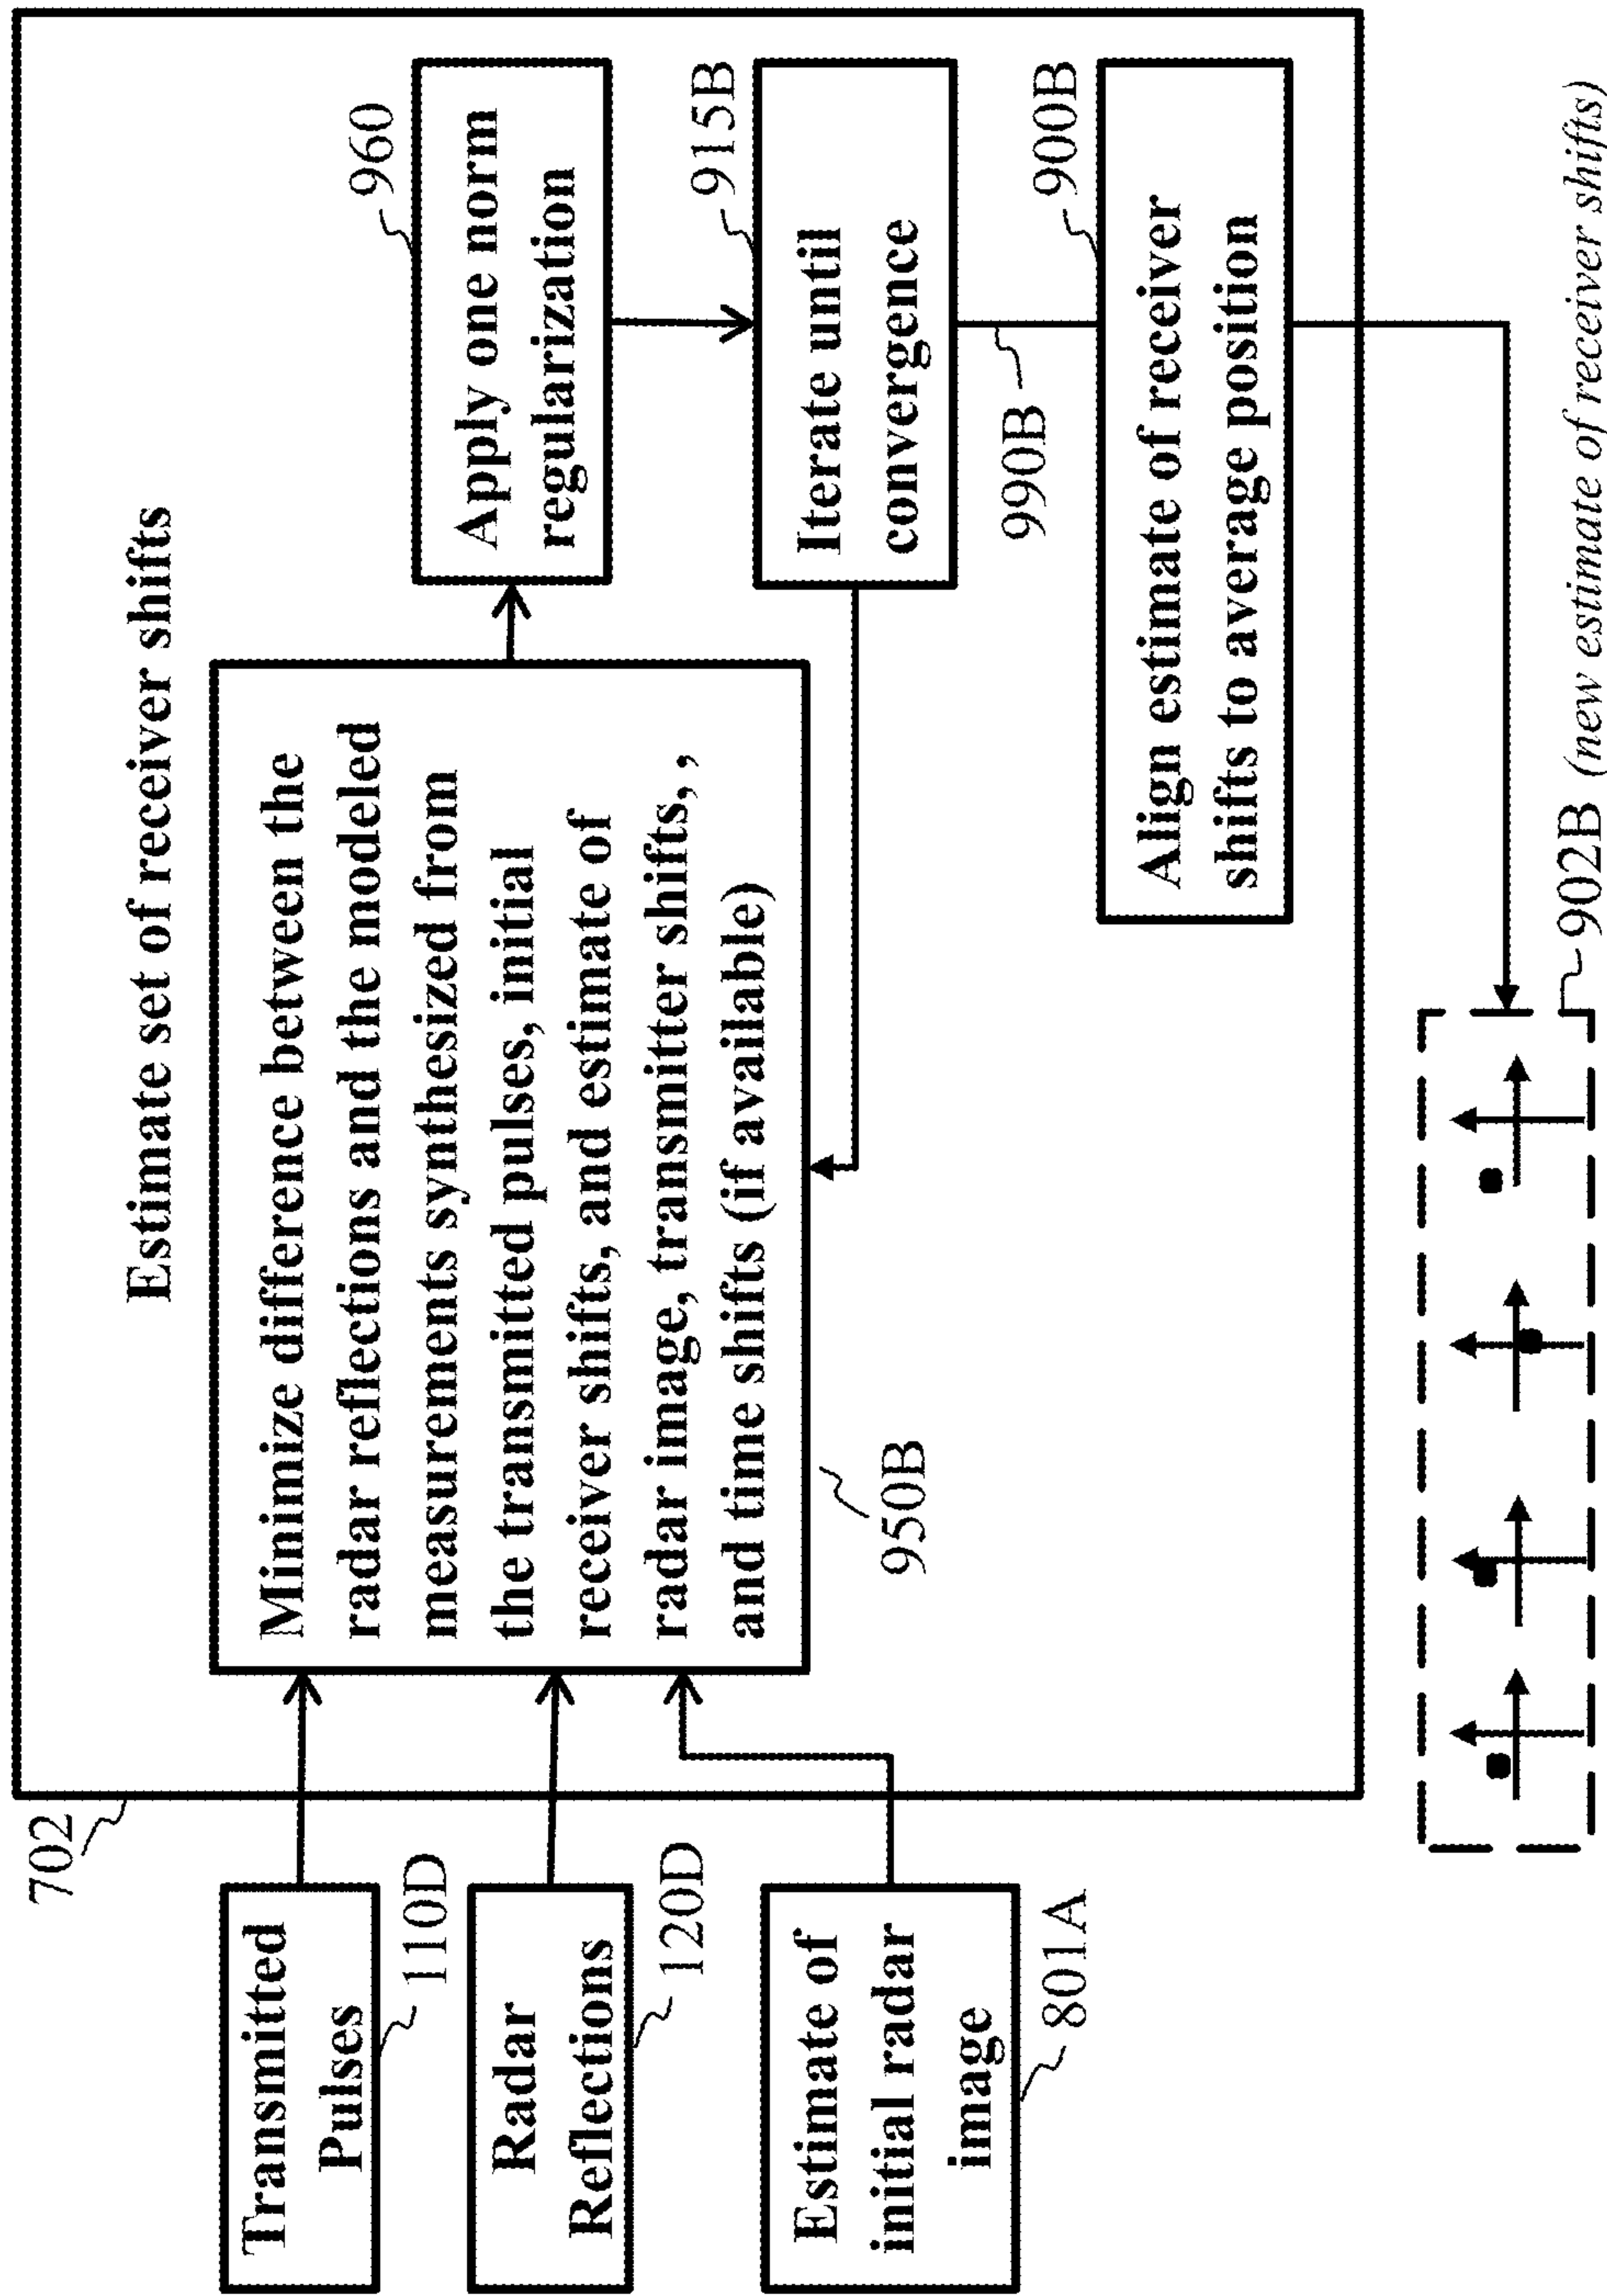 702
Estimate set of receiver shifts
Transmitted
Pulses
110D
Radar
Reflections
120D
Estimate of
initial radar
image
801A
Minimize difference between the
radar reflections and the modeled
measurements synthesized from
the transmitted pulses, initial
receiver shifts, and estimate of
radar image, transmitter shifts, ,
and time shifts (if available)
950B
Apply one norm
regularization
960
Iterate until
convergence
915B
990B
Align estimate of receiver
shifts to average position
900B
902B (new estimate of receiver shifts)